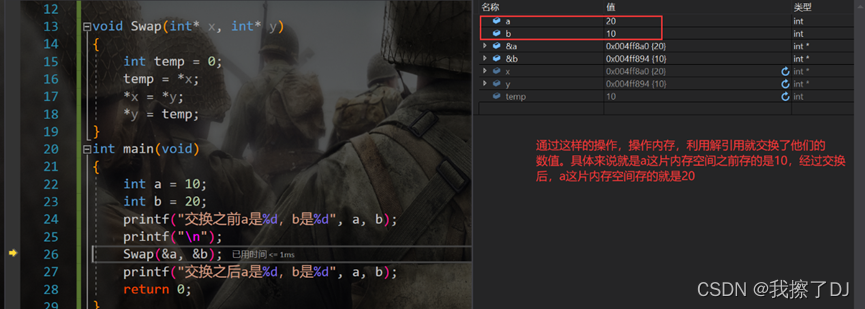 12
13 void Swap(int* x, int* y)
14 {
15 int temp = 0;
16 temp = *x;
17 *x = *y;
18 *y = temp;
19 }
20 int main(void)
21 {
22 int a = 10;
23 int b = 20;
24 printf("交换之前a是%d，b是%d", a, b);
25 printf("\n");
26 Swap(&a, &b); 已用时间 <= 1ms
27 printf("交换之后a是%d，b是%d", a, b);
28 return 0;
29 }
名称 值 类型
a 20 int
b 10 int
&a 0x004ff8a0 {20} int *
&b 0x004ff894 {10} int *
x 0x004ff8a0 {20} int *
y 0x004ff894 {10} int *
temp 10 int
通过这样的操作，操作内存，利用解引用就交换了他们的
数值。具体来说就是a这片内存空间之前存的是10，经过交换
后，a这片内存空间存的就是20
CSDN @我擦了DJ